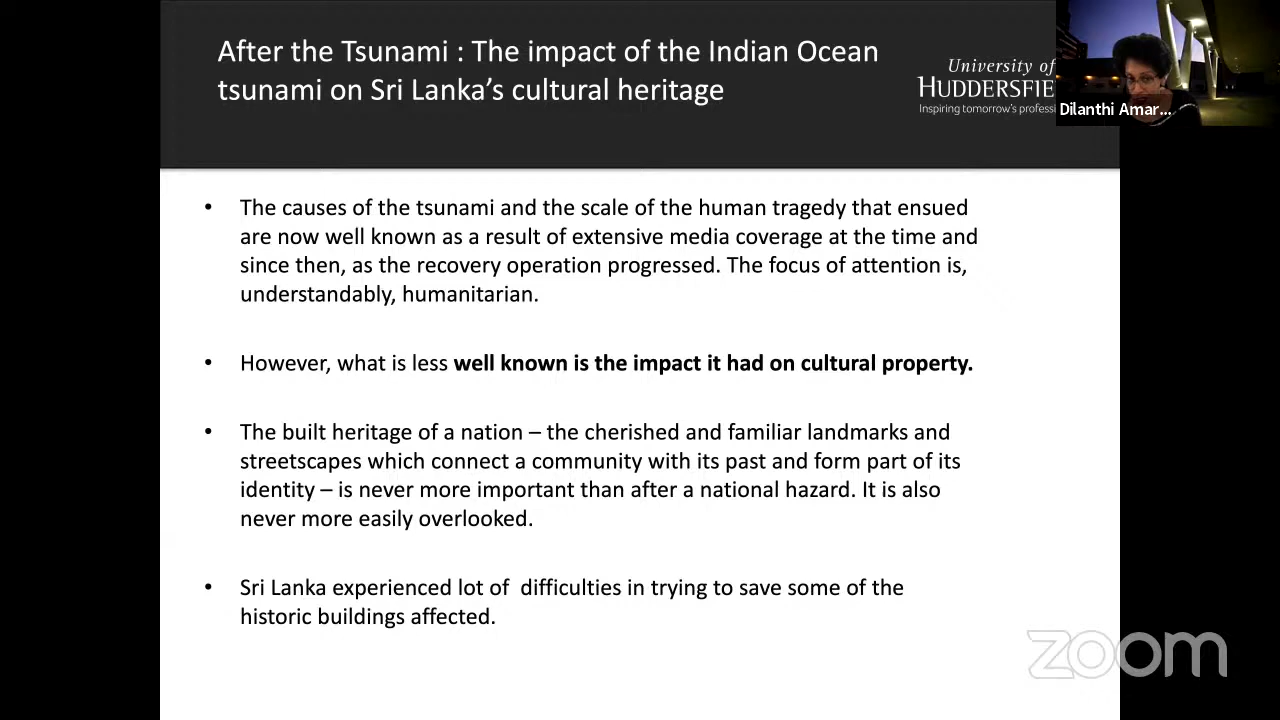 After the Tsunami : The impact of the Indian Ocean
tsunami on Sri Lanka's cultural heritage
University of
HUDDERSFIE
Inspiring tomorrow's professi
Dilanthi Amar...
• The causes of the tsunami and the scale of the human tragedy that ensued
are now well known as a result of extensive media coverage at the time and
since then, as the recovery operation progressed. The focus of attention is,
understandably, humanitarian.
• However, what is less well known is the impact it had on cultural property.
• The built heritage of a nation – the cherished and familiar landmarks and
streetscapes which connect a community with its past and form part of its
identity – is never more important than after a national hazard. It is also
never more easily overlooked.
• Sri Lanka experienced lot of  difficulties in trying to save some of the
historic buildings affected.
zoom